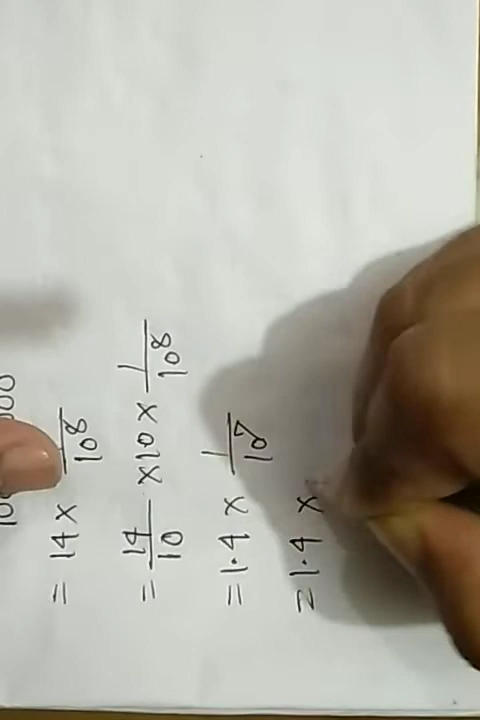 = 14 × 1/10⁸
= 14/10 × 10 × 1/10⁸
= 1.4 × 1/10⁷
= 1.4 ×